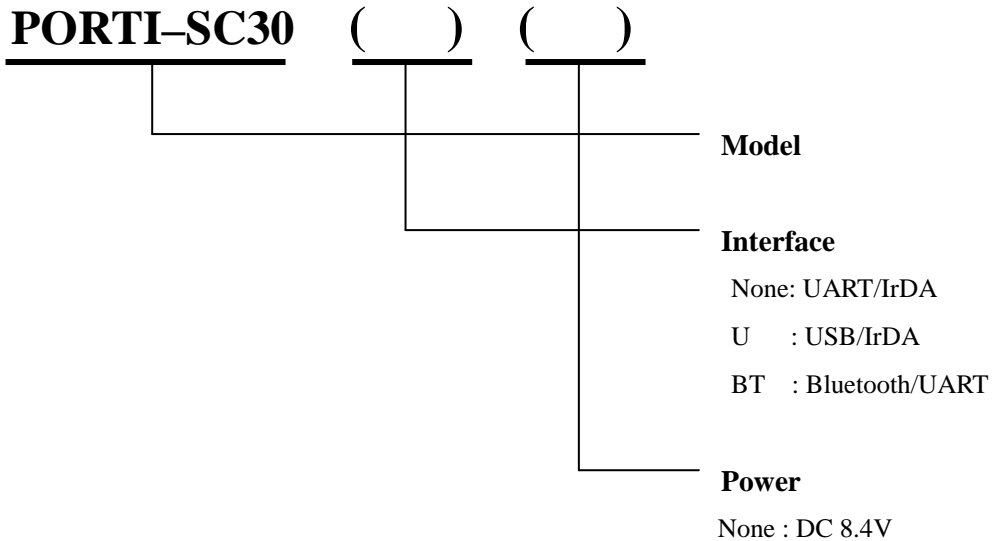 PORTI–SC30 ( ) ( )
Model
Interface
None: UART/IrDA
U : USB/IrDA
BT : Bluetooth/UART
Power
None : DC 8.4V